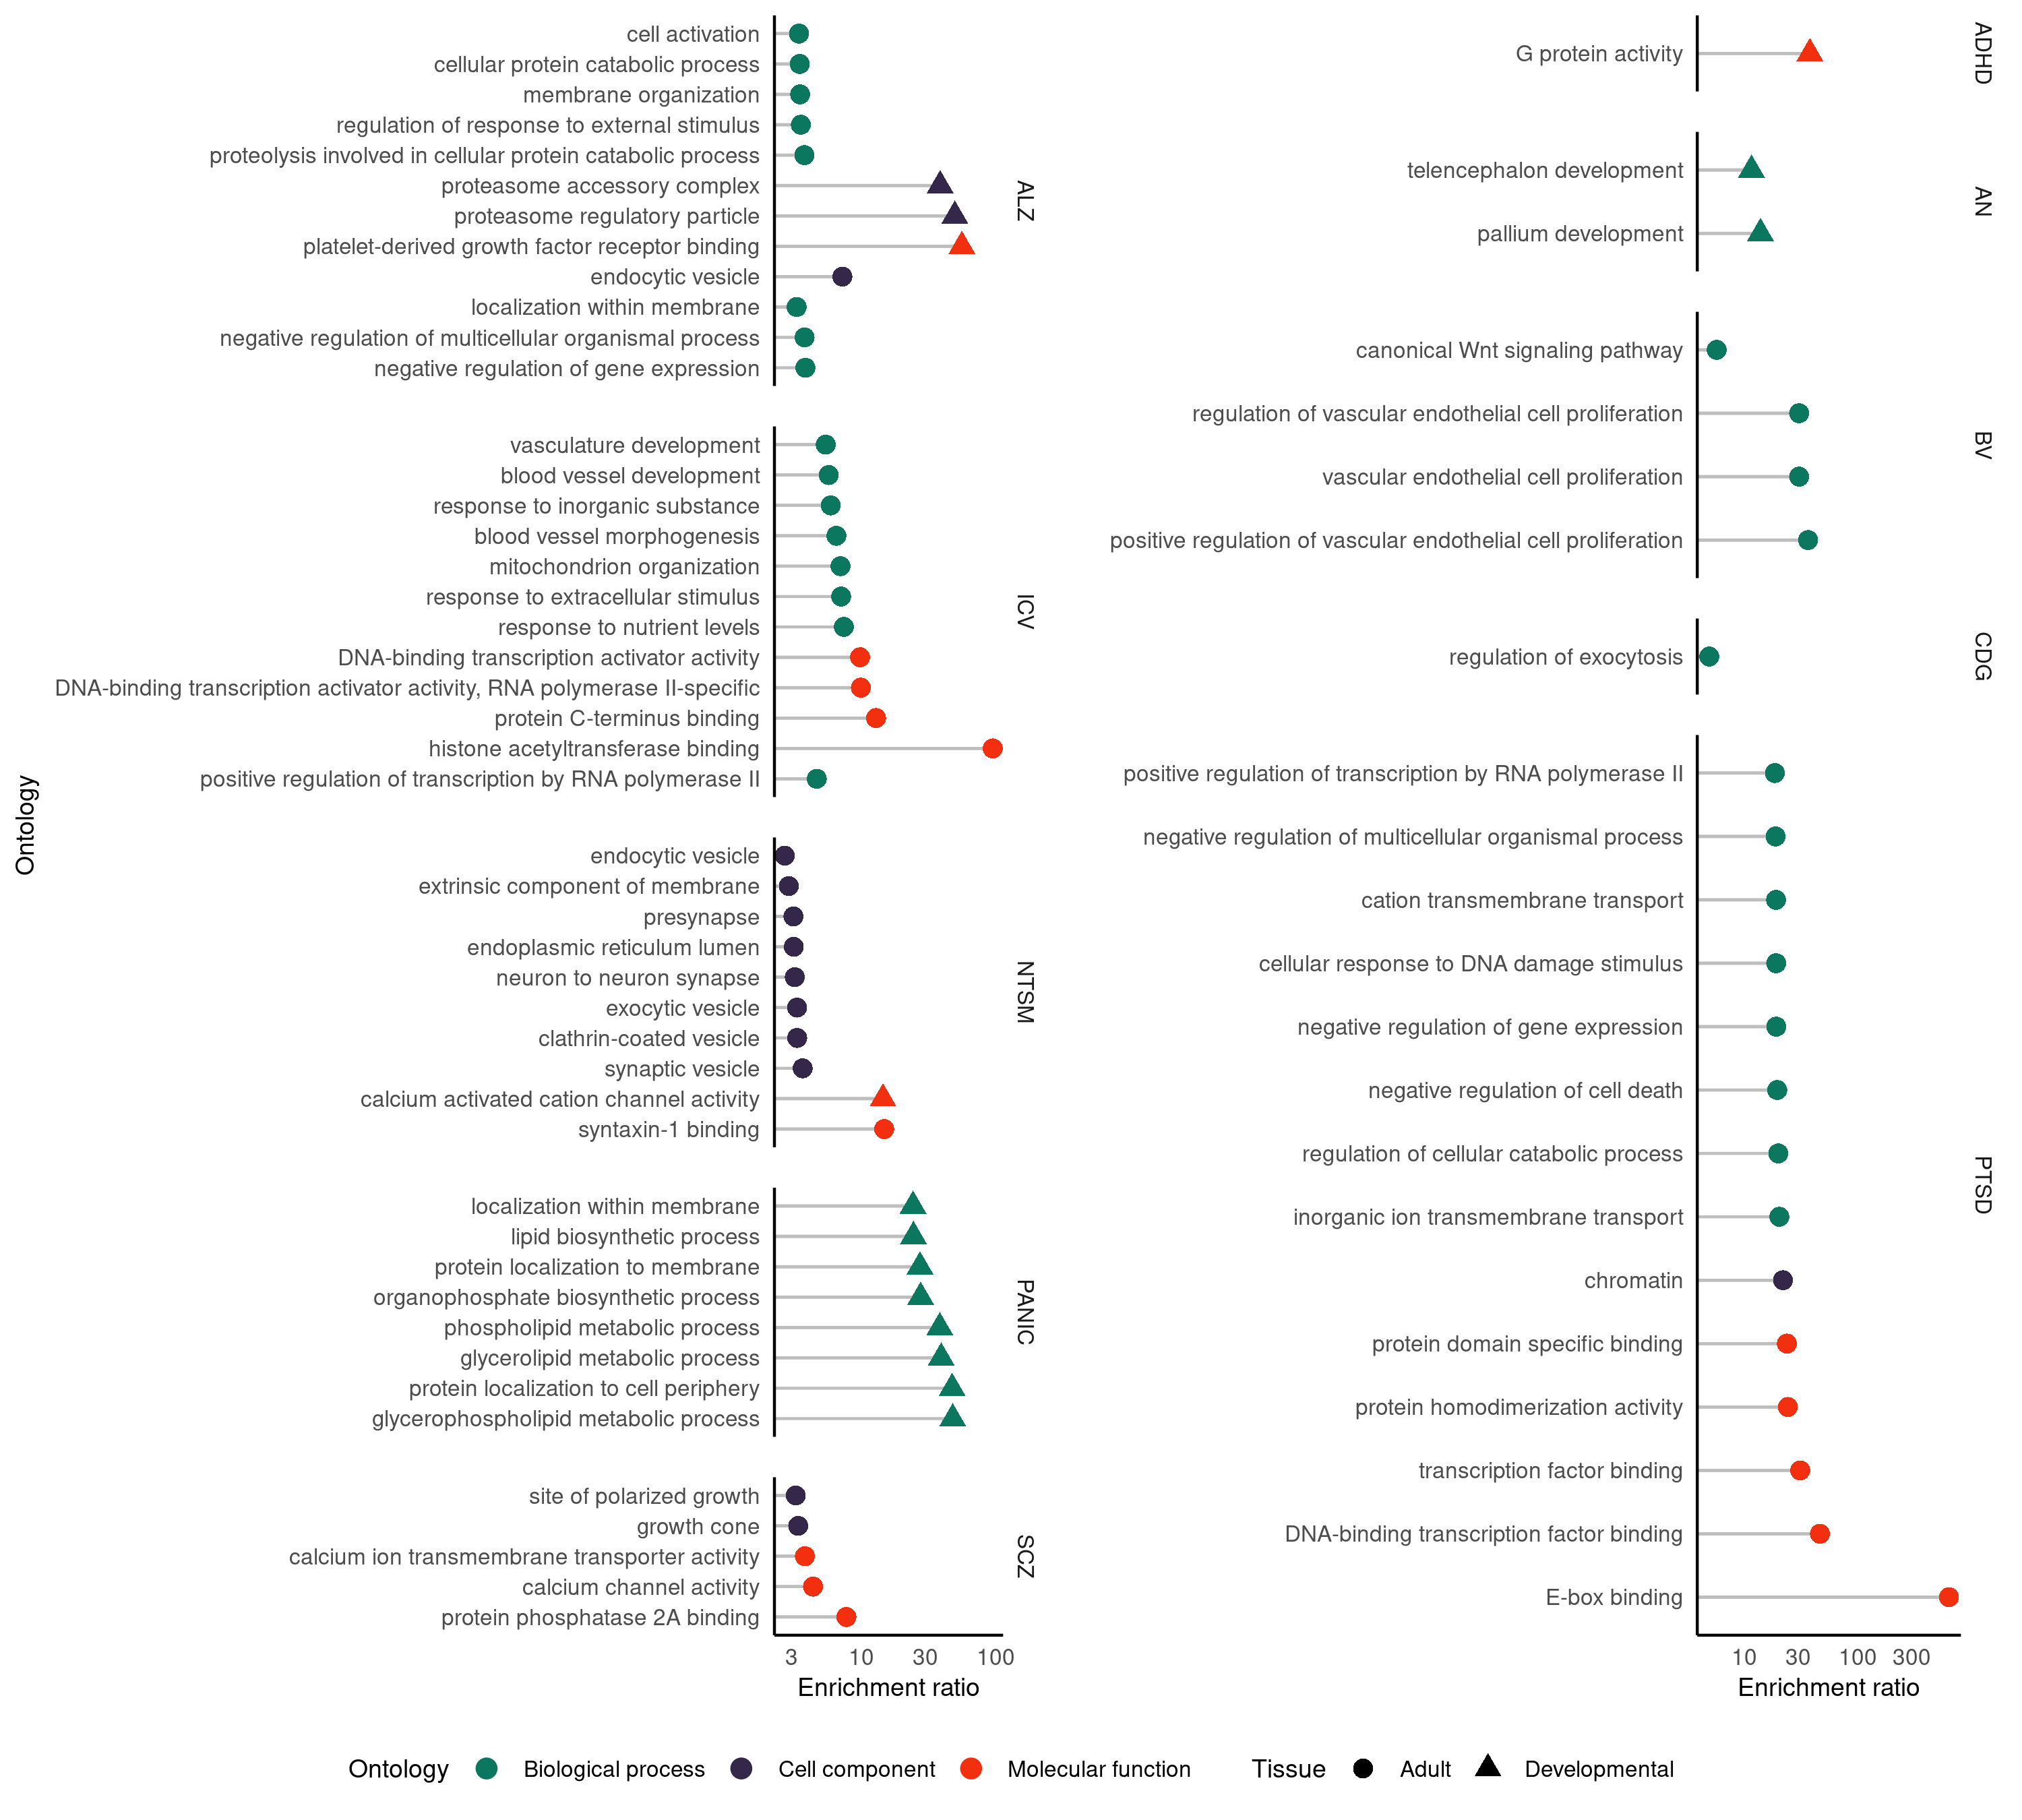 Ontology
cell activation
cellular protein catabolic process
membrane organization
regulation of response to external stimulus
proteolysis involved in cellular protein catabolic process
proteasome accessory complex
proteasome regulatory particle
platelet-derived growth factor receptor binding
endocytic vesicle
localization within membrane
negative regulation of multicellular organismal process
negative regulation of gene expression
ALZ
vasculature development
blood vessel development
response to inorganic substance
blood vessel morphogenesis
mitochondrion organization
response to extracellular stimulus
response to nutrient levels
DNA-binding transcription activator activity
DNA-binding transcription activator activity, RNA polymerase II-specific
protein C-terminus binding
histone acetyltransferase binding
positive regulation of transcription by RNA polymerase II
ICV
endocytic vesicle
extrinsic component of membrane
presynapse
endoplasmic reticulum lumen
neuron to neuron synapse
exocytic vesicle
clathrin-coated vesicle
synaptic vesicle
calcium activated cation channel activity
syntaxin-1 binding
NTSM
localization within membrane
lipid biosynthetic process
protein localization to membrane
organophosphate biosynthetic process
phospholipid metabolic process
glycerolipid metabolic process
protein localization to cell periphery
glycerophospholipid metabolic process
PANIC
site of polarized growth
growth cone
calcium ion transmembrane transporter activity
calcium channel activity
protein phosphatase 2A binding
SCZ
3 10 30 100
Enrichment ratio
G protein activity
ADHD
telencephalon development
pallium development
AN
canonical Wnt signaling pathway
regulation of vascular endothelial cell proliferation
vascular endothelial cell proliferation
positive regulation of vascular endothelial cell proliferation
BV
regulation of exocytosis
CDG
positive regulation of transcription by RNA polymerase II
negative regulation of multicellular organismal process
cation transmembrane transport
cellular response to DNA damage stimulus
negative regulation of gene expression
negative regulation of cell death
regulation of cellular catabolic process
inorganic ion transmembrane transport
chromatin
protein domain specific binding
protein homodimerization activity
transcription factor binding
DNA-binding transcription factor binding
E-box binding
PTSD
10 30 100 300
Enrichment ratio
Ontology Biological process Cell component Molecular function Tissue Adult Developmental